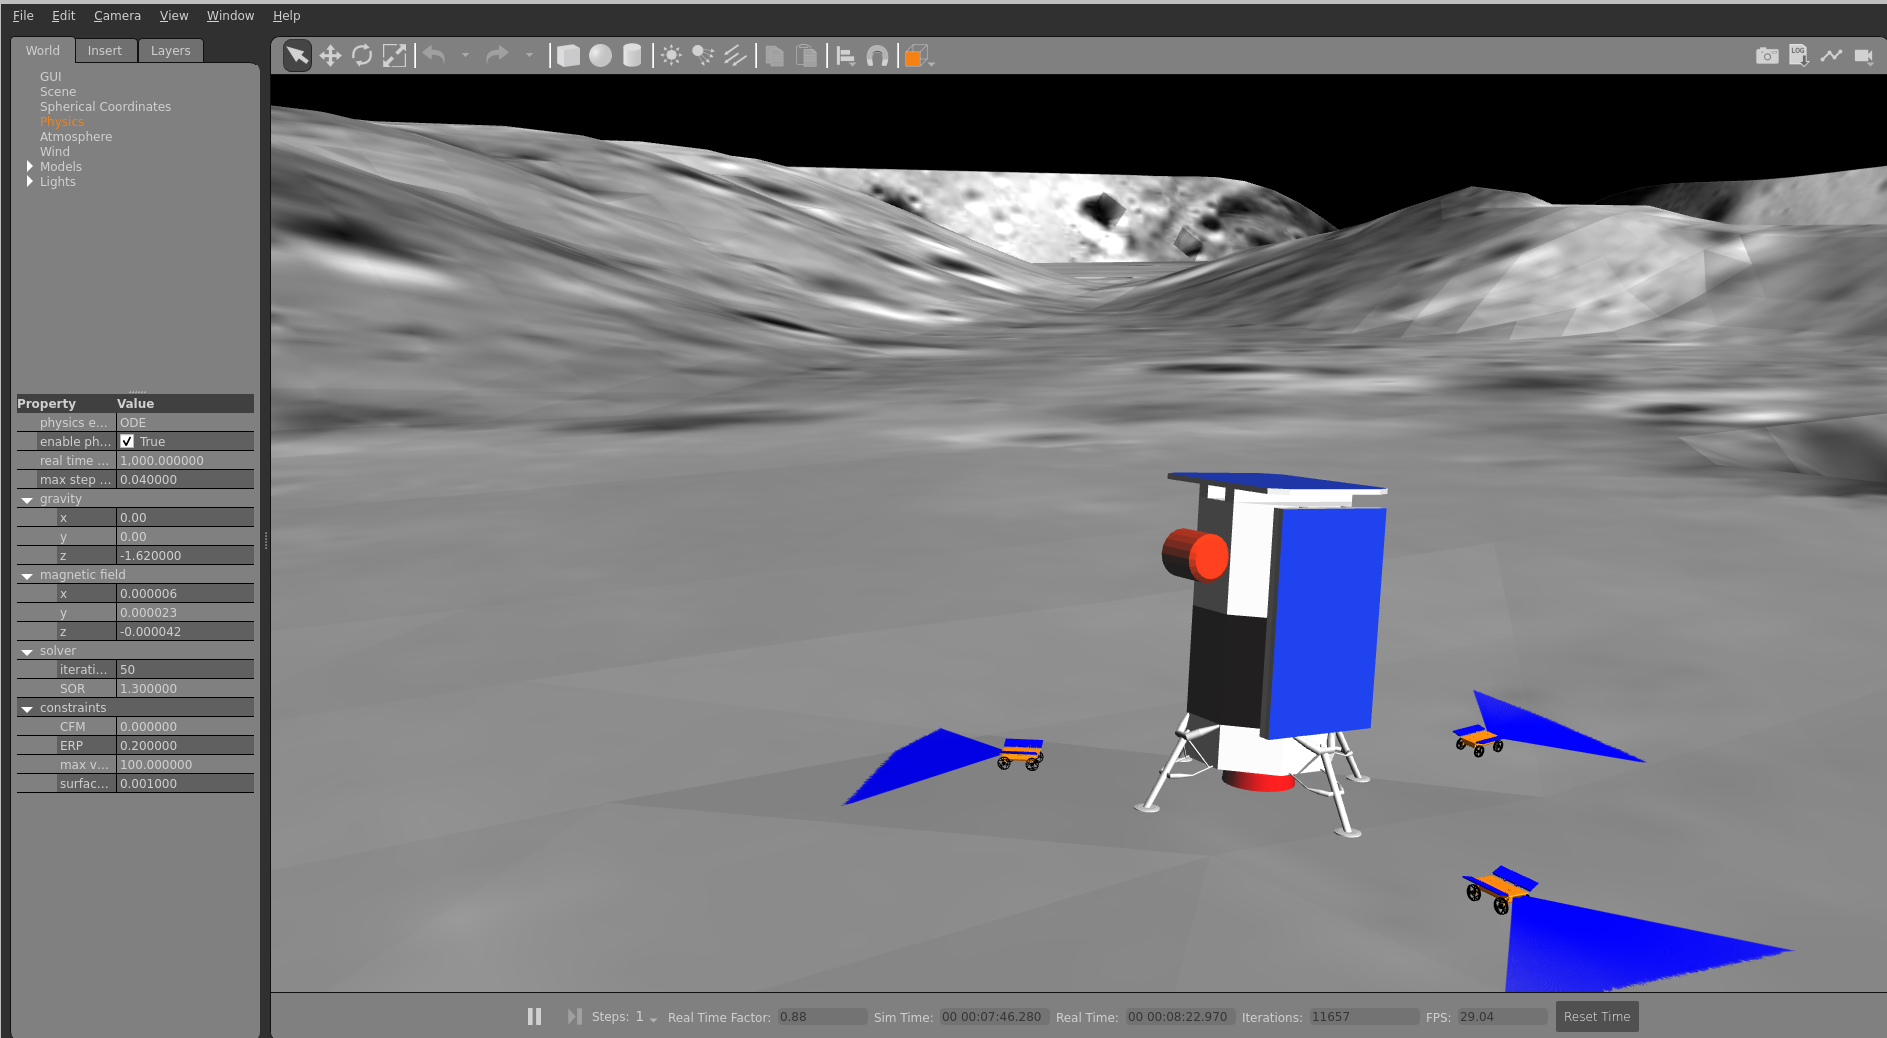 File Edit Camera View Window Help
World Insert Layers
GUI
Scene
Spherical Coordinates
Physics
Atmosphere
Wind
Models
Lights
LOG
Property Value
physics e... ODE
enable ph... True
real time ... 1,000.000000
max step ... 0.040000
gravity
x 0.00
y 0.00
z -1.620000
magnetic field
x 0.000006
y 0.000023
z -0.000042
solver
iterati... 50
SOR 1.300000
constraints
CFM 0.000000
ERP 0.200000
max v... 100.000000
surfac... 0.001000
Steps: 1 Real Time Factor: 0.88 Sim Time: 00 00:07:46.280 Real Time: 00 00:08:22.970 Iterations: 11657 FPS: 29.04 Reset Time